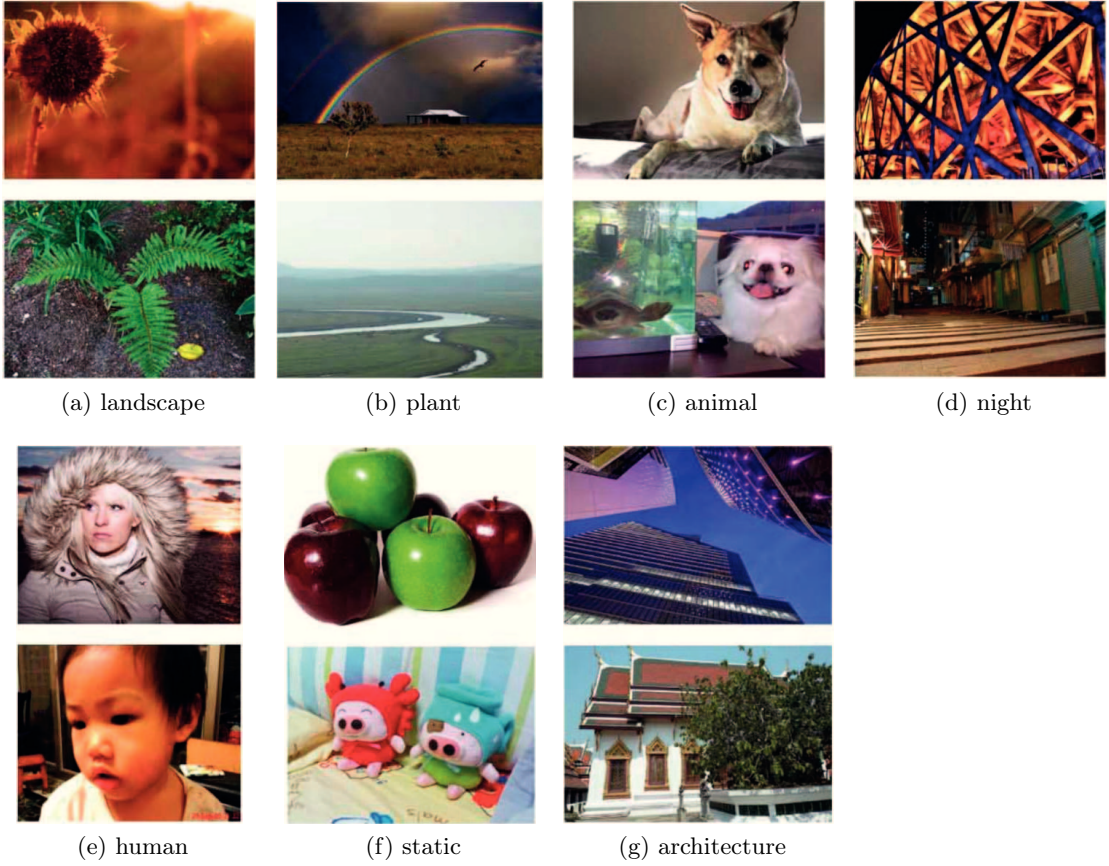 (a) landscape
(b) plant
(c) animal
(d) night
(e) human
(f) static
(g) architecture